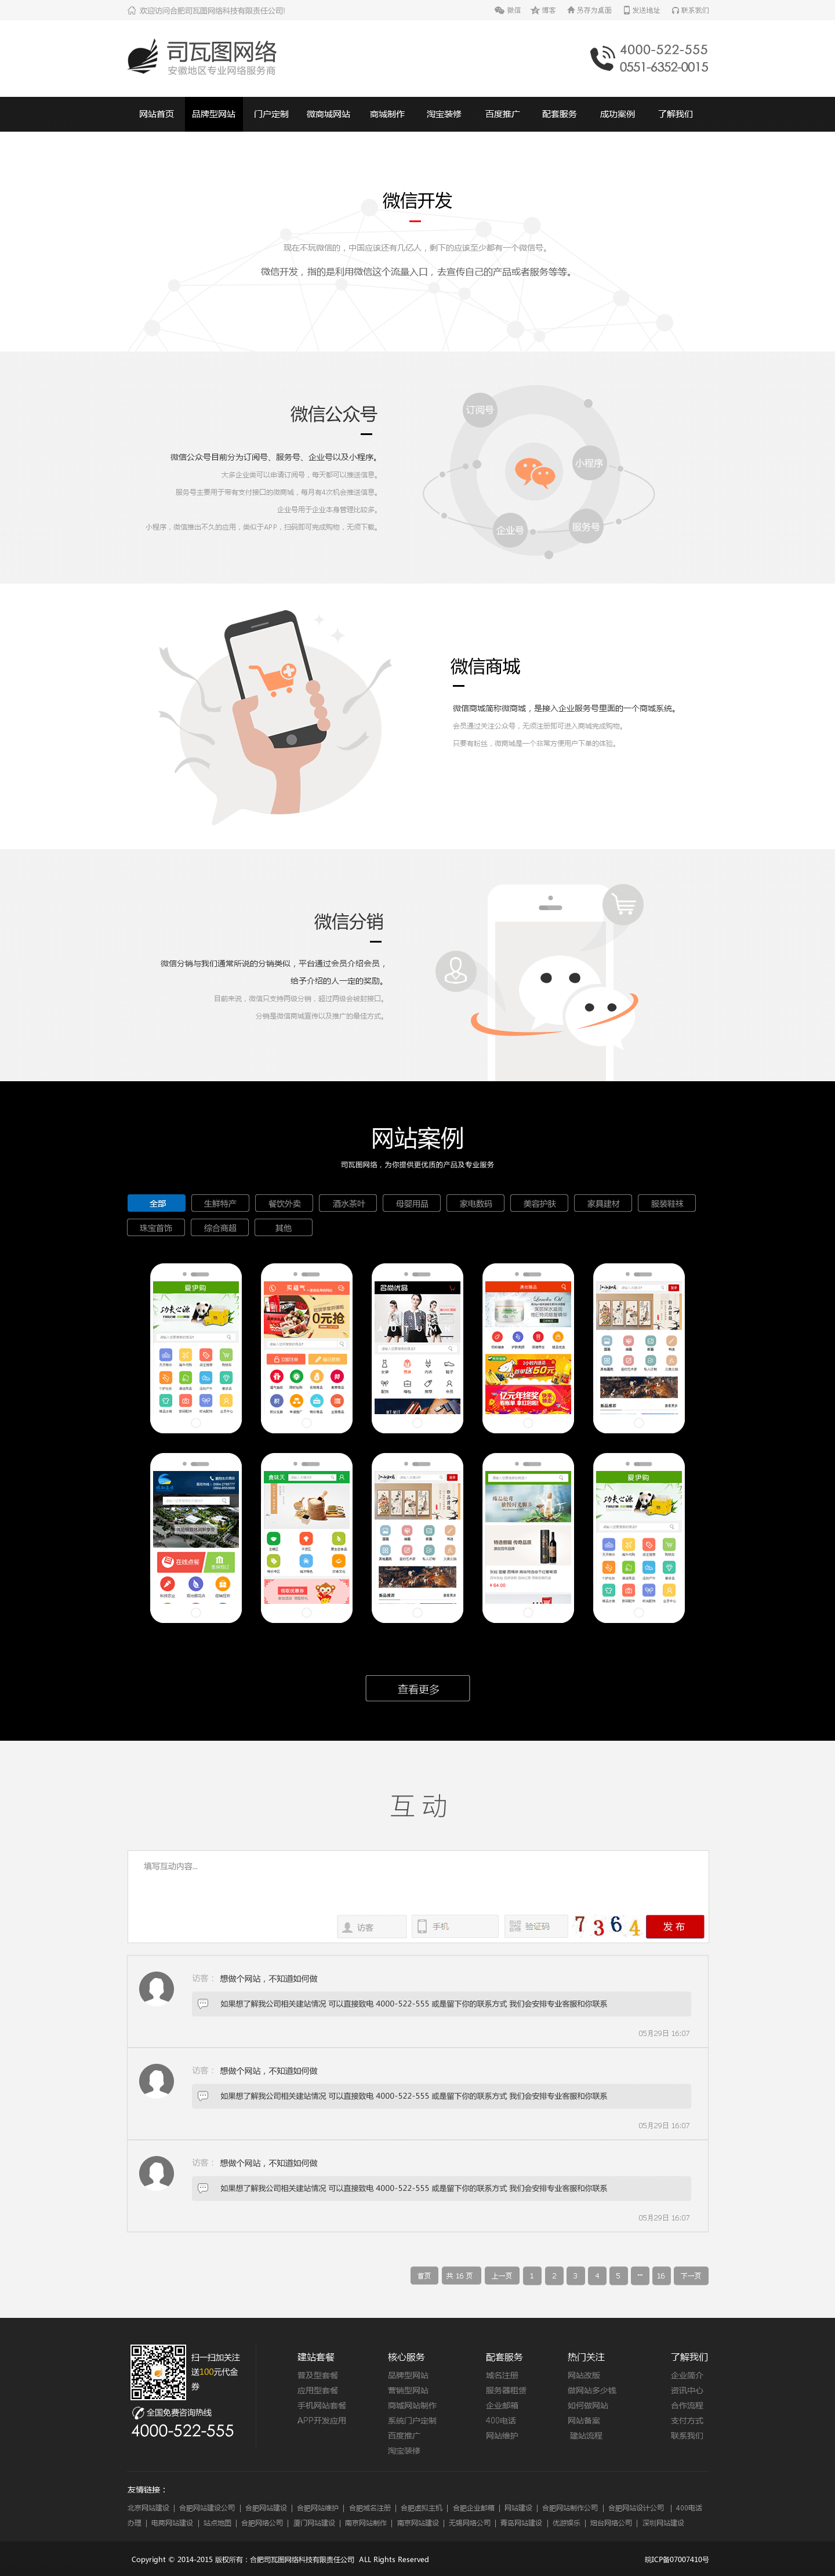 欢迎访问合肥司瓦图网络科技有限责任公司!
微信 博客 另存为桌面 发送地址 联系我们
司瓦图网络
安徽地区专业网络服务商
4000-522-555
0551-6352-0015
网站首页 品牌型网站 门户定制 微商城网站 商城制作 淘宝装修 百度推广 配套服务 成功案例 了解我们
微信开发
现在不玩微信的，中国应该还有几亿人，剩下的应该至少都有一个微信号。
微信开发，指的是利用微信这个流量入口，去宣传自己的产品或者服务等等。
微信公众号
微信公众号目前分为订阅号、服务号、企业号以及小程序。
大多企业类可以申请订阅号，每天都可以推送信息。
服务号主要用于带有支付接口的微商城，每月有4次机会推送信息。
企业号用于企业本身管理比较多。
小程序，微信推出不久的应用，类似于APP，扫码即可完成购物，无须下载。
订阅号
小程序
企业号
服务号
微信商城
微信商城简称微商城，是接入企业服务号里面的一个商城系统。
会员通过关注公众号，无须注册即可进入商城完成购物。
只要有粉丝，微商城是一个非常方便用户下单的体验。
微信分销
微信分销与我们通常所说的分销类似，平台通过会员介绍会员，
给予介绍的人一定的奖励。
目前来说，微信只支持两级分销，超过两级会被封接口。
分销是微信商城宣传以及推广的最佳方式。
网站案例
司瓦图网络，为你提供更优质的产品及专业服务
全部 生鲜特产 餐饮外卖 酒水茶叶 母婴用品 家电数码 美容护肤 家具建材 服装鞋袜
珠宝首饰 综合商超 其他
夏伊购
功夫心源
0元抢
名尚优品
夏伊购
功夫心源
在线点餐
查看更多
互 动
填写互动内容...
访客 手机 验证码 7 3 6 4 发 布
访客： 想做个网站，不知道如何做
如果想了解我公司相关建站情况 可以直接致电 4000-522-555 或是留下你的联系方式 我们会安排专业客服和你联系
05月29日 16:07
访客： 想做个网站，不知道如何做
如果想了解我公司相关建站情况 可以直接致电 4000-522-555 或是留下你的联系方式 我们会安排专业客服和你联系
05月29日 16:07
访客： 想做个网站，不知道如何做
如果想了解我公司相关建站情况 可以直接致电 4000-522-555 或是留下你的联系方式 我们会安排专业客服和你联系
05月29日 16:07
首页 共 16 页 上一页 1 2 3 4 5 ... 16 下一页
扫一扫加关注
送100元代金
券
全国免费咨询热线
4000-522-555
建站套餐
普及型套餐
应用型套餐
手机网站套餐
APP开发应用
核心服务
品牌型网站
营销型网站
商城网站制作
系统门户定制
百度推广
淘宝装修
配套服务
域名注册
服务器租赁
企业邮箱
400电话
网站维护
热门关注
网站改版
做网站多少钱
如何做网站
网站备案
建站流程
了解我们
企业简介
资讯中心
合作流程
支付方式
联系我们
友情链接：
北京网站建设 | 合肥网站建设公司 | 合肥网站建设 | 合肥网站维护 | 合肥域名注册 | 合肥虚拟主机 | 合肥企业邮箱 | 网站建设 | 合肥网站制作公司 | 合肥网站设计公司 | 400电话
办理 | 电商网站建设 | 站点地图 | 合肥网络公司 | 厦门网站建设 | 南京网站制作 | 南京网站建设 | 无锡网络公司 | 青岛网站建设 | 优游娱乐 | 烟台网络公司 | 深圳网站建设
Copyright © 2014-2015 版权所有：合肥司瓦图网络科技有限责任公司 ALL Rights Reserved
皖ICP备07007410号